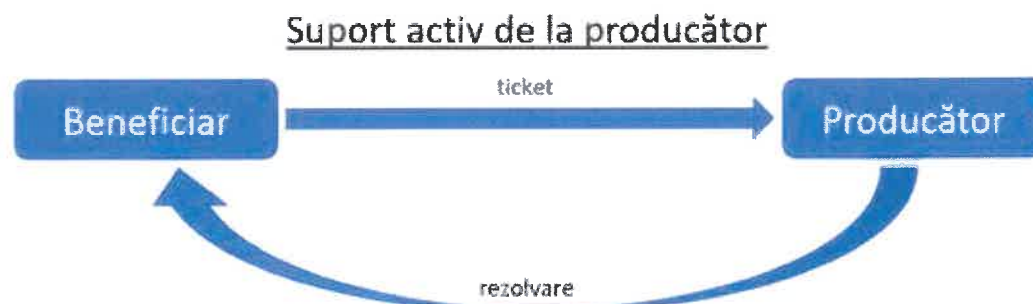 Suport activ de la producător
ticket
Beneficiar
Producător
rezolvare